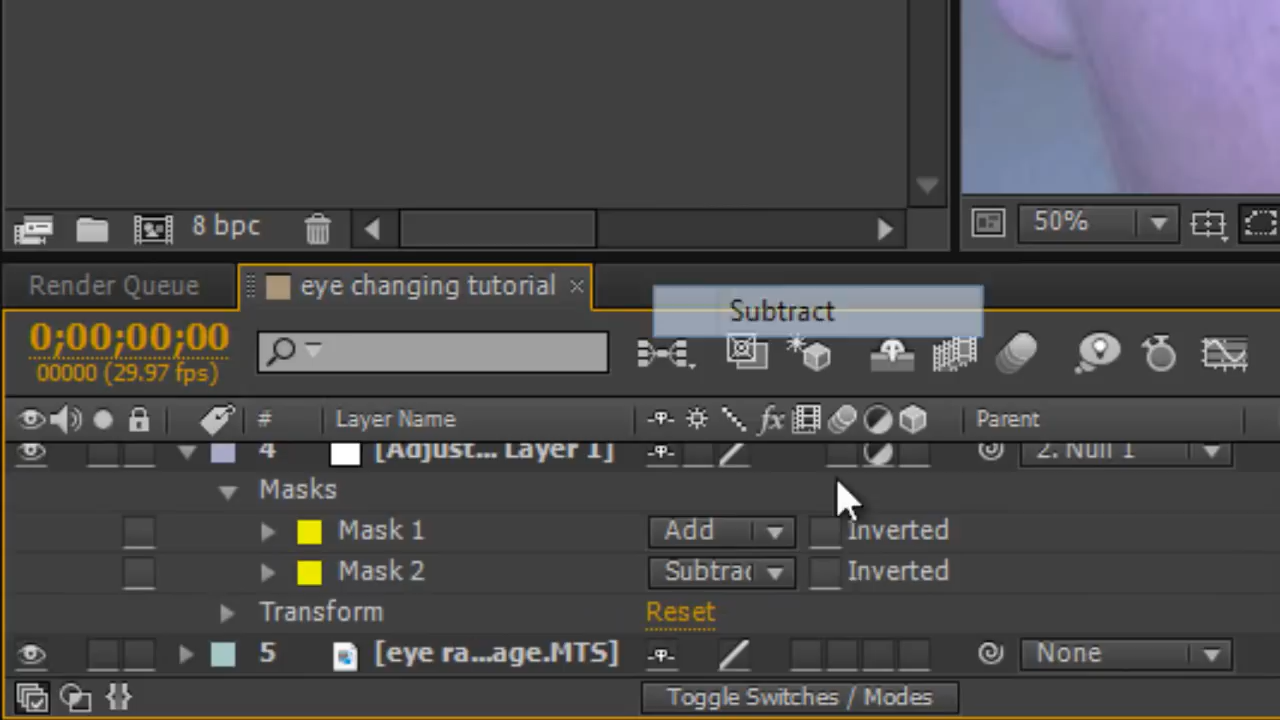 8 bpc
50%
Render Queue
eye changing tutorial ×
Subtract
0;00;00;00
00000 (29.97 fps)
# Layer Name fx Parent
4 [Adjust... Layer 1] 2. Null 1
Masks
Mask 1 Add Inverted
Mask 2 Subtrac Inverted
Transform Reset
5 [eye ra...age.MTS] None
Toggle Switches / Modes